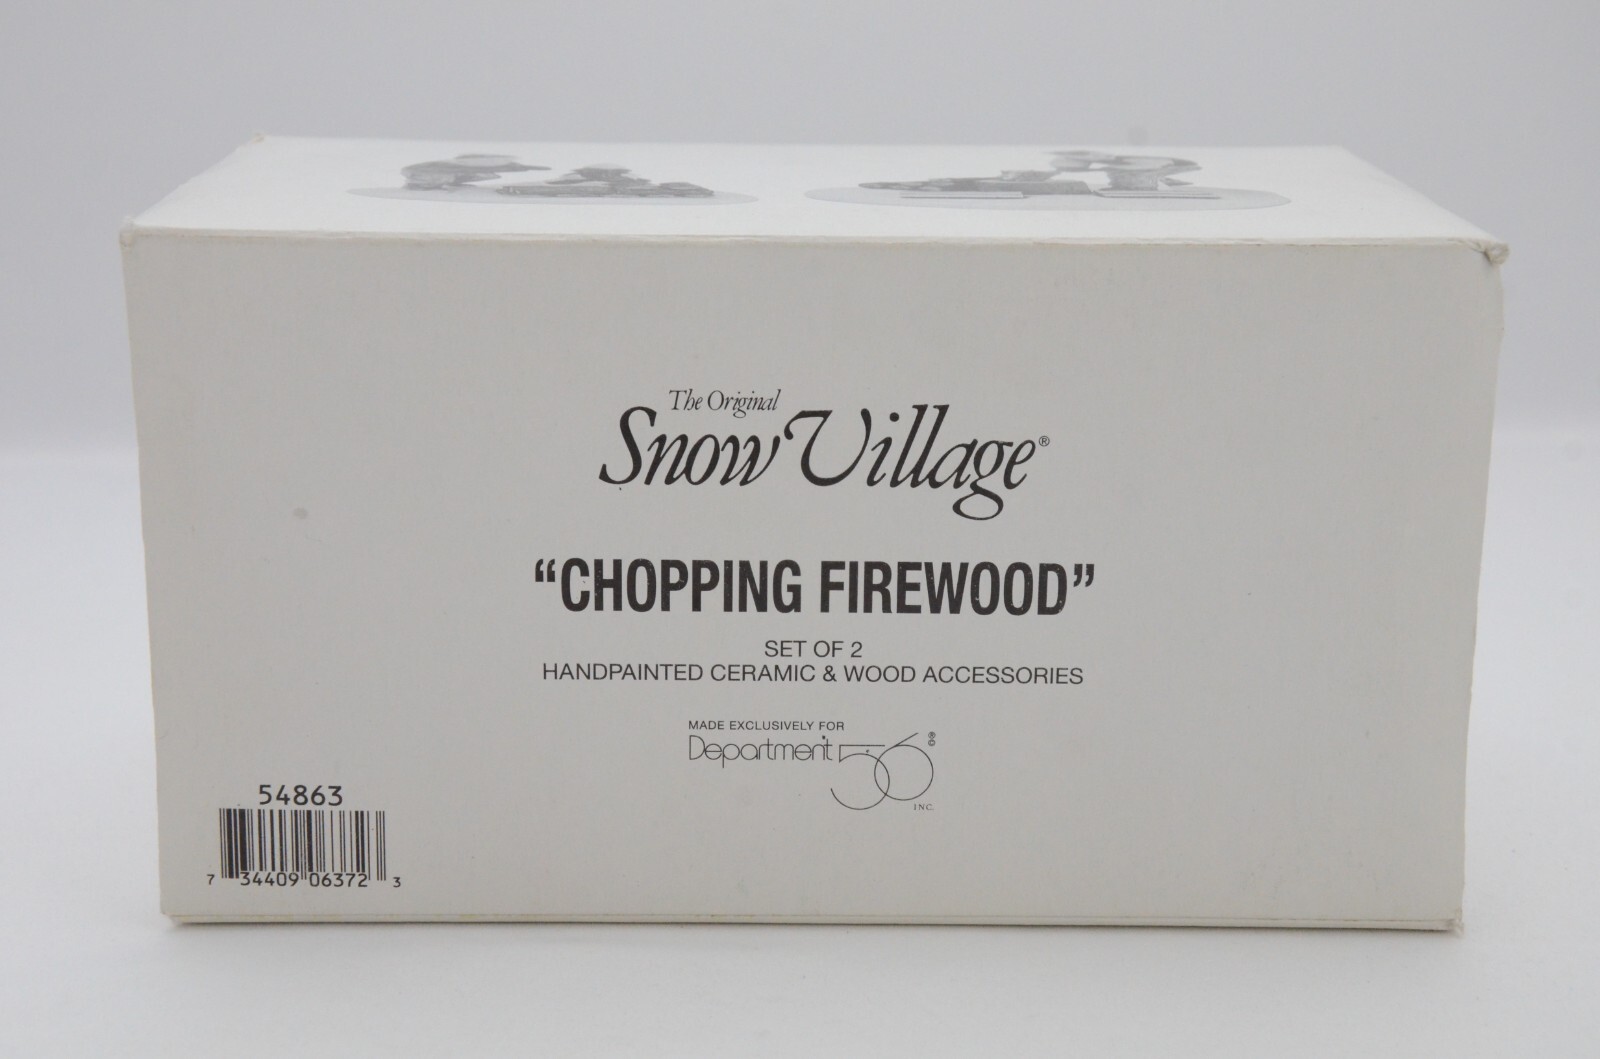 The Original
Snow Village®
“CHOPPING FIREWOOD”
SET OF 2
HANDPAINTED CERAMIC & WOOD ACCESSORIES
MADE EXCLUSIVELY FOR
Department 56 ®©
INC.
54863
7 34409 06372 3